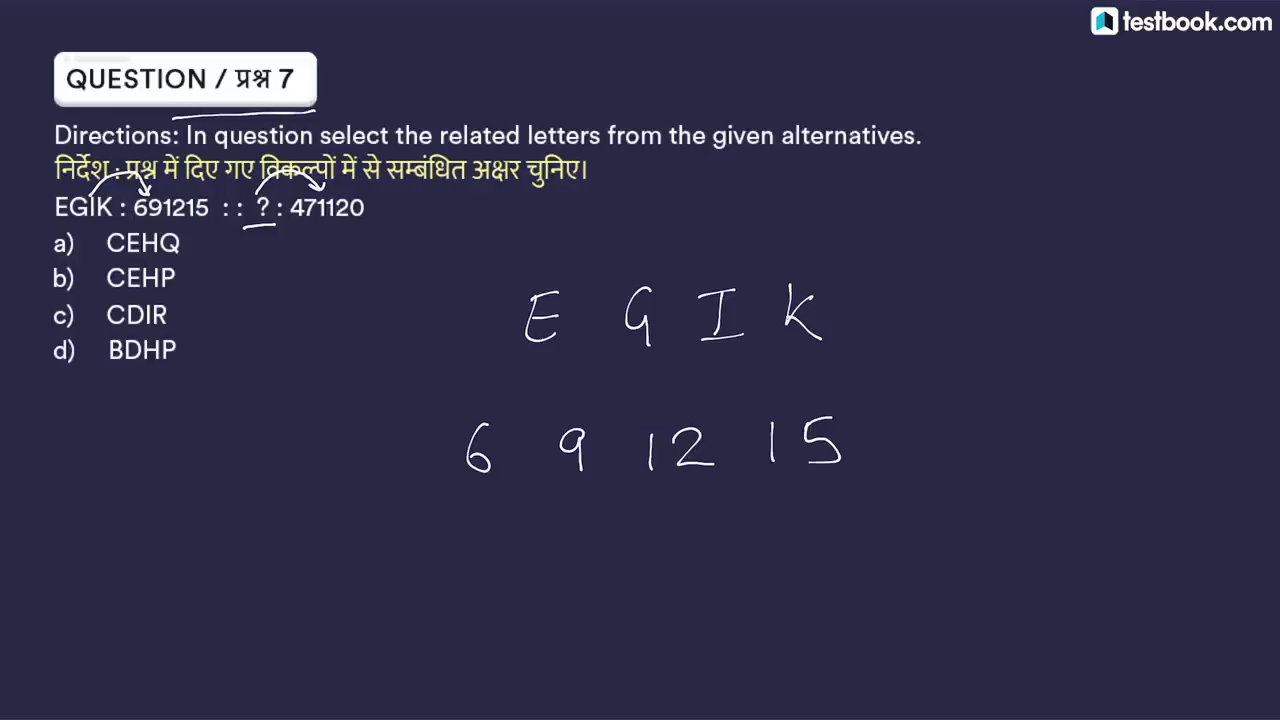 testbook.com
QUESTION / प्रश्न 7
Directions: In question select the related letters from the given alternatives.
निर्देश : प्रश्न में दिए गए विकल्पों में से सम्बंधित अक्षर चुनिए।
EGIK : 691215 : : ? : 471120
a) CEHQ
b) CEHP
c) CDIR
d) BDHP
E G I K
6 9 12 15